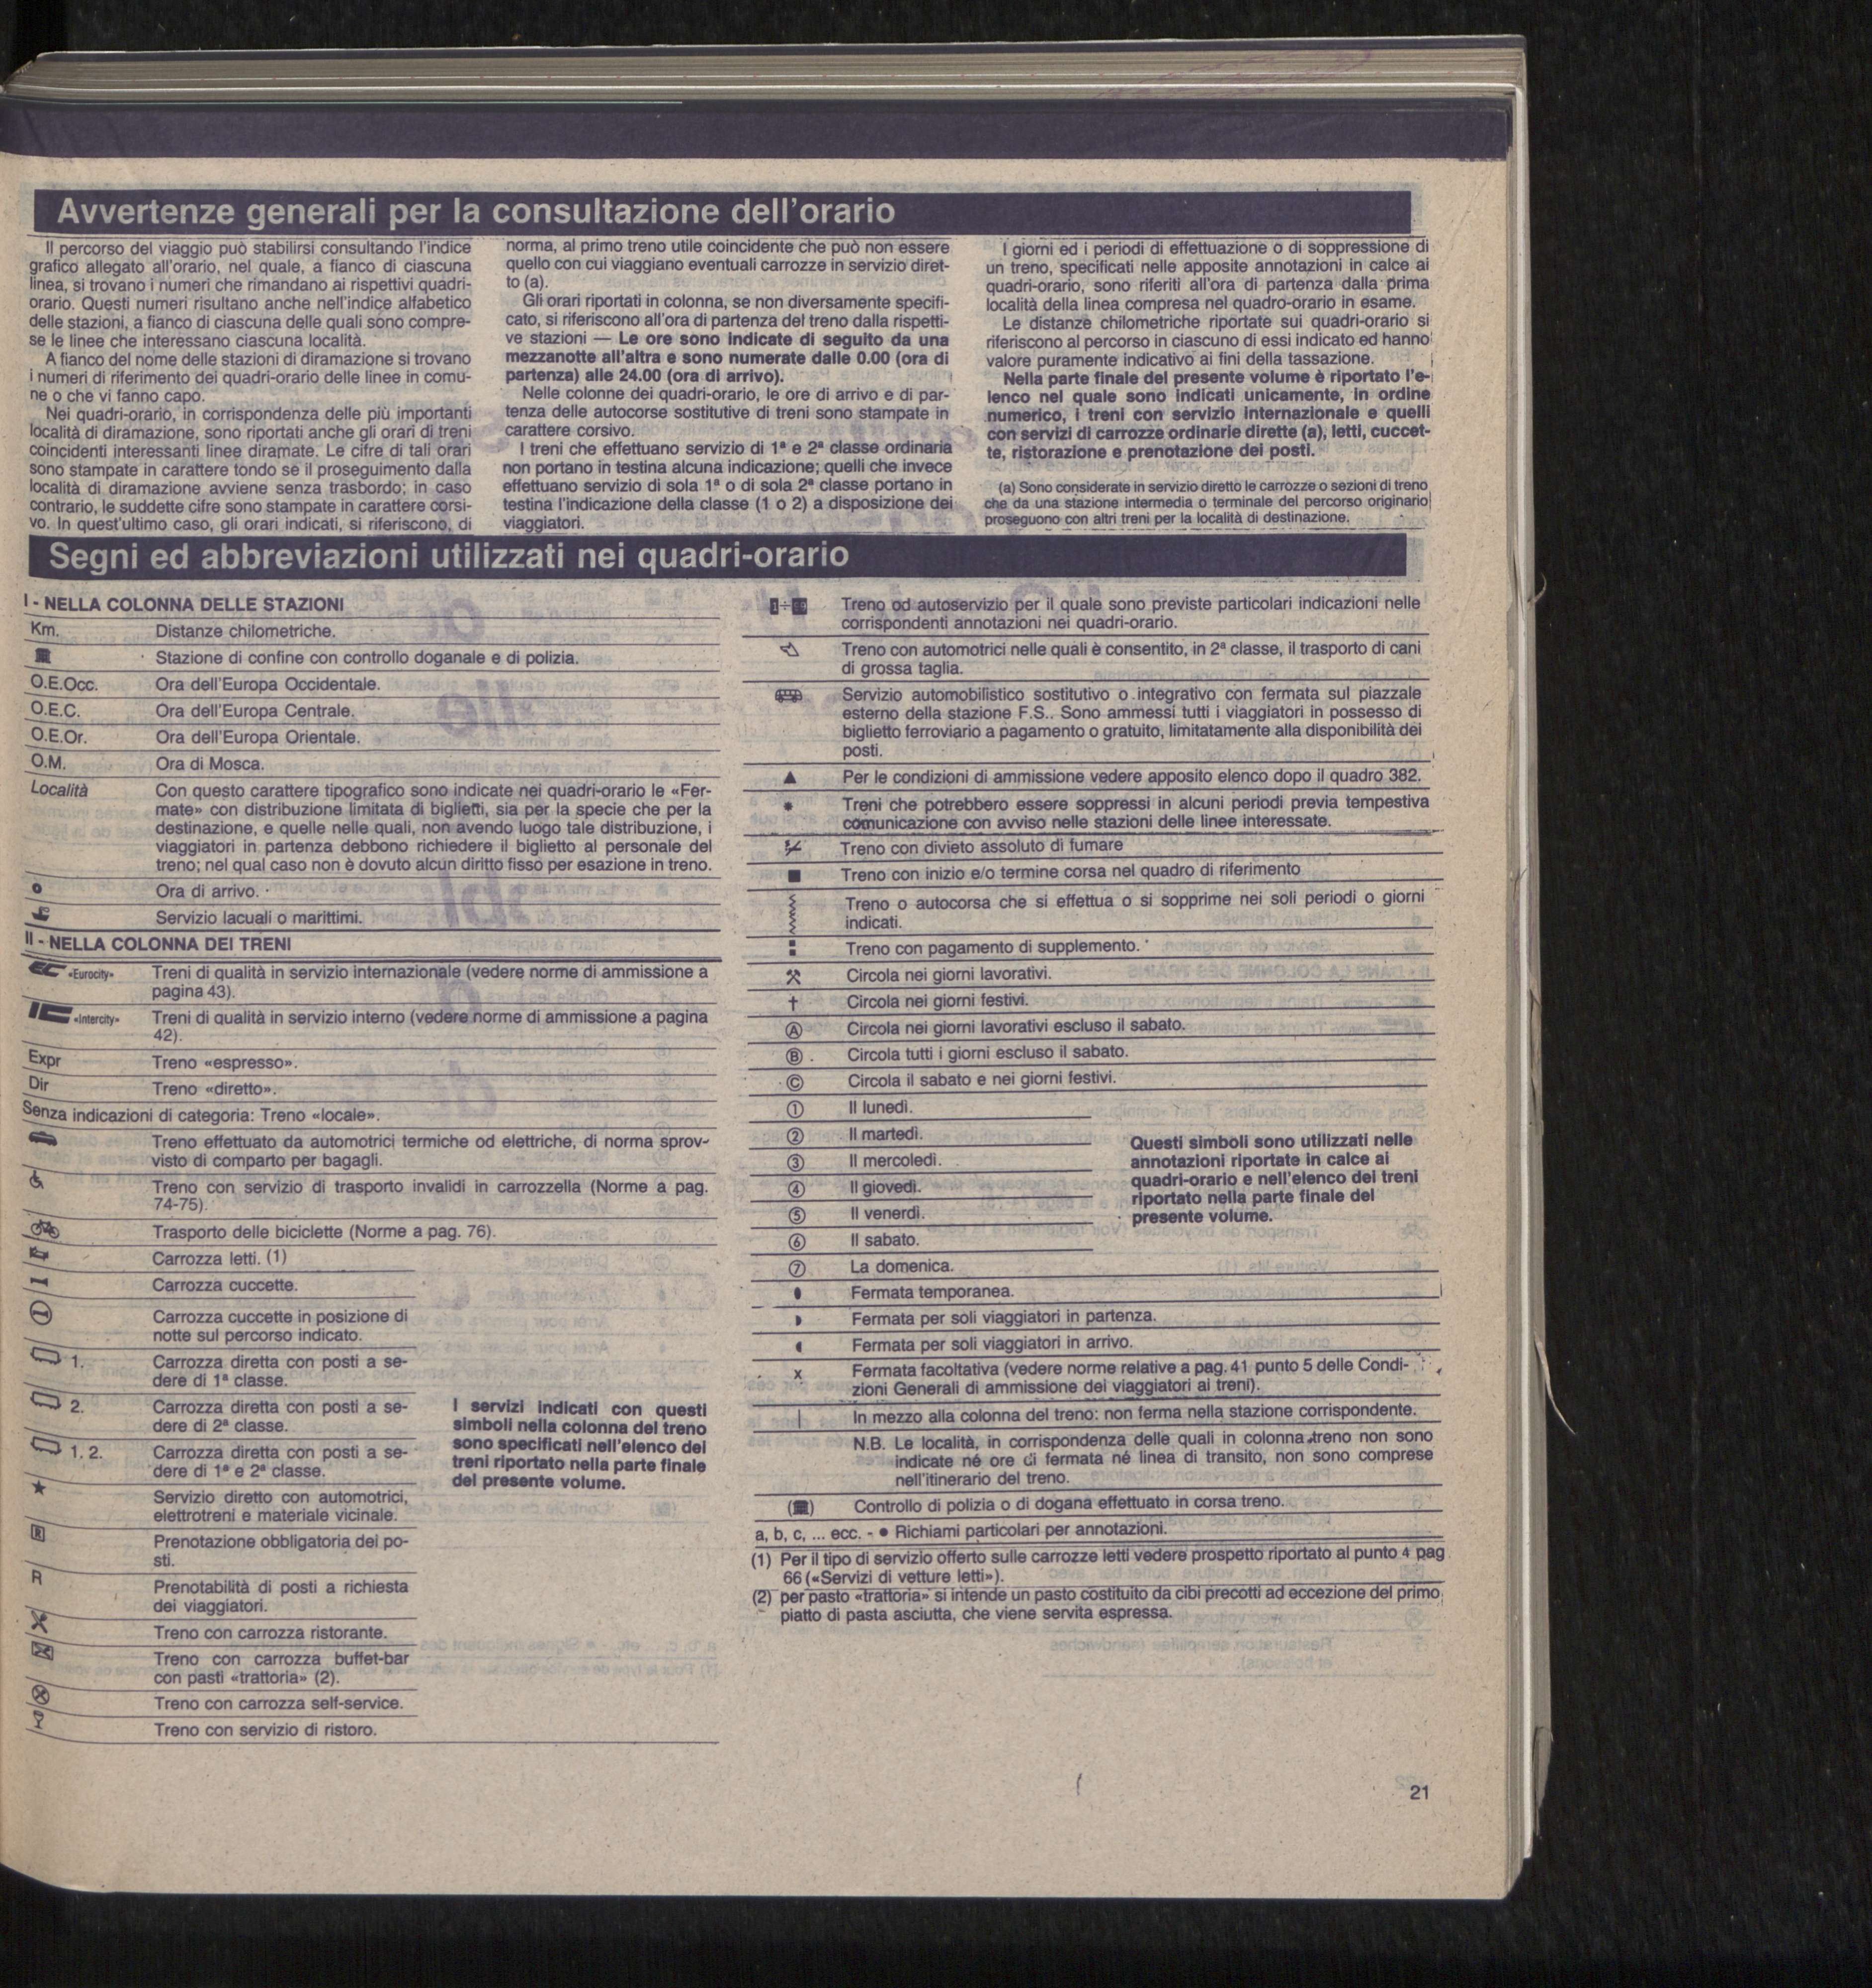 Avvertenze generali per la consultazione dell'orario
Il percorso del viaggio può stabilirsi consultando l'indice
grafico allegato all'orario, nel quale, a fianco di ciascuna
linea, si trovano i numeri che rimandano ai rispettivi quadri-
orario. Questi numeri risultano anche nell'indice alfabetico
delle stazioni, a fianco di ciascuna delle quali sono compre-
se le linee che interessano ciascuna località.
A fianco del nome delle stazioni di diramazione si trovano
i numeri di riferimento dei quadri-orario delle linee in comu-
ne o che vi fanno capo.
Nei quadri-orario, in corrispondenza delle più importanti
località di diramazione, sono riportati anche gli orari di treni
coincidenti interessanti linee diramate. Le cifre di tali orari
sono stampate in carattere tondo se il proseguimento dalla
località di diramazione avviene senza trasbordo; in caso
contrario, le suddette cifre sono stampate in carattere corsi-
vo. In quest'ultimo caso, gli orari indicati, si riferiscono, di
norma, al primo treno utile coincidente che può non essere
quello con cui viaggiano eventuali carrozze in servizio diret-
to (a).
Gli orari riportati in colonna, se non diversamente specifi-
cato, si riferiscono all'ora di partenza del treno dalla rispetti-
ve stazioni — Le ore sono indicate di seguito da una
mezzanotte all'altra e sono numerate dalle 0.00 (ora di
partenza) alle 24.00 (ora di arrivo).
Nelle colonne dei quadri-orario, le ore di arrivo e di par-
tenza delle autocorse sostitutive di treni sono stampate in
carattere corsivo.
I treni che effettuano servizio di 1ª e 2ª classe ordinaria
non portano in testina alcuna indicazione; quelli che invece
effettuano servizio di sola 1ª o di sola 2ª classe portano in
testina l'indicazione della classe (1 o 2) a disposizione dei
viaggiatori.
I giorni ed i periodi di effettuazione o di soppressione di
un treno, specificati nelle apposite annotazioni in calce ai
quadri-orario, sono riferiti all'ora di partenza dalla prima
località della linea compresa nel quadro-orario in esame.
Le distanze chilometriche riportate sui quadri-orario si
riferiscono al percorso in ciascuno di essi indicato ed hanno
valore puramente indicativo ai fini della tassazione.
Nella parte finale del presente volume è riportato l'e-
lenco nel quale sono indicati unicamente, in ordine
numerico, i treni con servizio internazionale e quelli
con servizi di carrozze ordinarie dirette (a), letti, cuccet-
te, ristorazione e prenotazione dei posti.
(a) Sono considerate in servizio diretto le carrozze o sezioni di treno
che da una stazione intermedia o terminale del percorso originario
proseguono con altri treni per la località di destinazione.
Segni ed abbreviazioni utilizzati nei quadri-orario
I - NELLA COLONNA DELLE STAZIONI
Km. Distanze chilometriche.
Stazione di confine con controllo doganale e di polizia.
O.E.Occ. Ora dell'Europa Occidentale.
O.E.C. Ora dell'Europa Centrale.
O.E.Or. Ora dell'Europa Orientale.
O.M. Ora di Mosca.
Località Con questo carattere tipografico sono indicate nei quadri-orario le «Fer-
mate» con distribuzione limitata di biglietti, sia per la specie che per la
destinazione, e quelle nelle quali, non avendo luogo tale distribuzione, i
viaggiatori in partenza debbono richiedere il biglietto al personale del
treno; nel qual caso non è dovuto alcun diritto fisso per esazione in treno.
Ora di arrivo.
Servizio lacuali o marittimi.
II - NELLA COLONNA DEI TRENI
EC «Eurocity» Treni di qualità in servizio internazionale (vedere norme di ammissione a
pagina 43).
IC «Intercity» Treni di qualità in servizio interno (vedere norme di ammissione a pagina
42).
Expr Treno «espresso».
Dir Treno «diretto».
Senza indicazioni di categoria: Treno «locale».
Treno effettuato da automotrici termiche od elettriche, di norma sprov-
visto di comparto per bagagli.
Treno con servizio di trasporto invalidi in carrozzella (Norme a pag.
74-75).
Trasporto delle biciclette (Norme a pag. 76).
Carrozza letti. (1)
Carrozza cuccette.
Carrozza cuccette in posizione di
notte sul percorso indicato.
1. Carrozza diretta con posti a se-
dere di 1ª classe.
2. Carrozza diretta con posti a se-
dere di 2ª classe.
1. 2. Carrozza diretta con posti a se-
dere di 1ª e 2ª classe.
★ Servizio diretto con automotrici,
elettrotreni e materiale vicinale.
R Prenotazione obbligatoria dei po-
sti.
R Prenotabilità di posti a richiesta
dei viaggiatori.
Treno con carrozza ristorante.
Treno con carrozza buffet-bar
con pasti «trattoria» (2).
Treno con carrozza self-service.
Treno con servizio di ristoro.
I servizi indicati con questi
simboli nella colonna del treno
sono specificati nell'elenco dei
treni riportato nella parte finale
del presente volume.
Treno od autoservizio per il quale sono previste particolari indicazioni nelle
corrispondenti annotazioni nei quadri-orario.
Treno con automotrici nelle quali è consentito, in 2ª classe, il trasporto di cani
di grossa taglia.
Servizio automobilistico sostitutivo o integrativo con fermata sul piazzale
esterno della stazione F.S.. Sono ammessi tutti i viaggiatori in possesso di
biglietto ferroviario a pagamento o gratuito, limitatamente alla disponibilità dei
posti.
▲ Per le condizioni di ammissione vedere apposito elenco dopo il quadro 382.
* Treni che potrebbero essere soppressi in alcuni periodi previa tempestiva
comunicazione con avviso nelle stazioni delle linee interessate.
Treno con divieto assoluto di fumare
■ Treno con inizio e/o termine corsa nel quadro di riferimento
Treno o autocorsa che si effettua o si sopprime nei soli periodi o giorni
indicati.
Treno con pagamento di supplemento.
⚒ Circola nei giorni lavorativi.
† Circola nei giorni festivi.
Ⓐ Circola nei giorni lavorativi escluso il sabato.
Ⓑ Circola tutti i giorni escluso il sabato.
Ⓒ Circola il sabato e nei giorni festivi.
① Il lunedì.
② Il martedì.
③ Il mercoledì.
④ Il giovedì.
⑤ Il venerdì.
⑥ Il sabato.
⑦ La domenica.
Questi simboli sono utilizzati nelle
annotazioni riportate in calce ai
quadri-orario e nell'elenco dei treni
riportato nella parte finale del
presente volume.
Fermata temporanea.
Fermata per soli viaggiatori in partenza.
Fermata per soli viaggiatori in arrivo.
x Fermata facoltativa (vedere norme relative a pag. 41 punto 5 delle Condi-
zioni Generali di ammissione dei viaggiatori ai treni).
| In mezzo alla colonna del treno: non ferma nella stazione corrispondente.
N.B. Le località, in corrispondenza delle quali in colonna treno non sono
indicate né ore di fermata né linea di transito, non sono comprese
nell'itinerario del treno.
Controllo di polizia o di dogana effettuato in corsa treno.
a, b, c, ... ecc. - ● Richiami particolari per annotazioni.
(1) Per il tipo di servizio offerto sulle carrozze letti vedere prospetto riportato al punto 4 pag
66 («Servizi di vetture letti»).
(2) per pasto «trattoria» si intende un pasto costituito da cibi precotti ad eccezione del primo
piatto di pasta asciutta, che viene servita espressa.
21